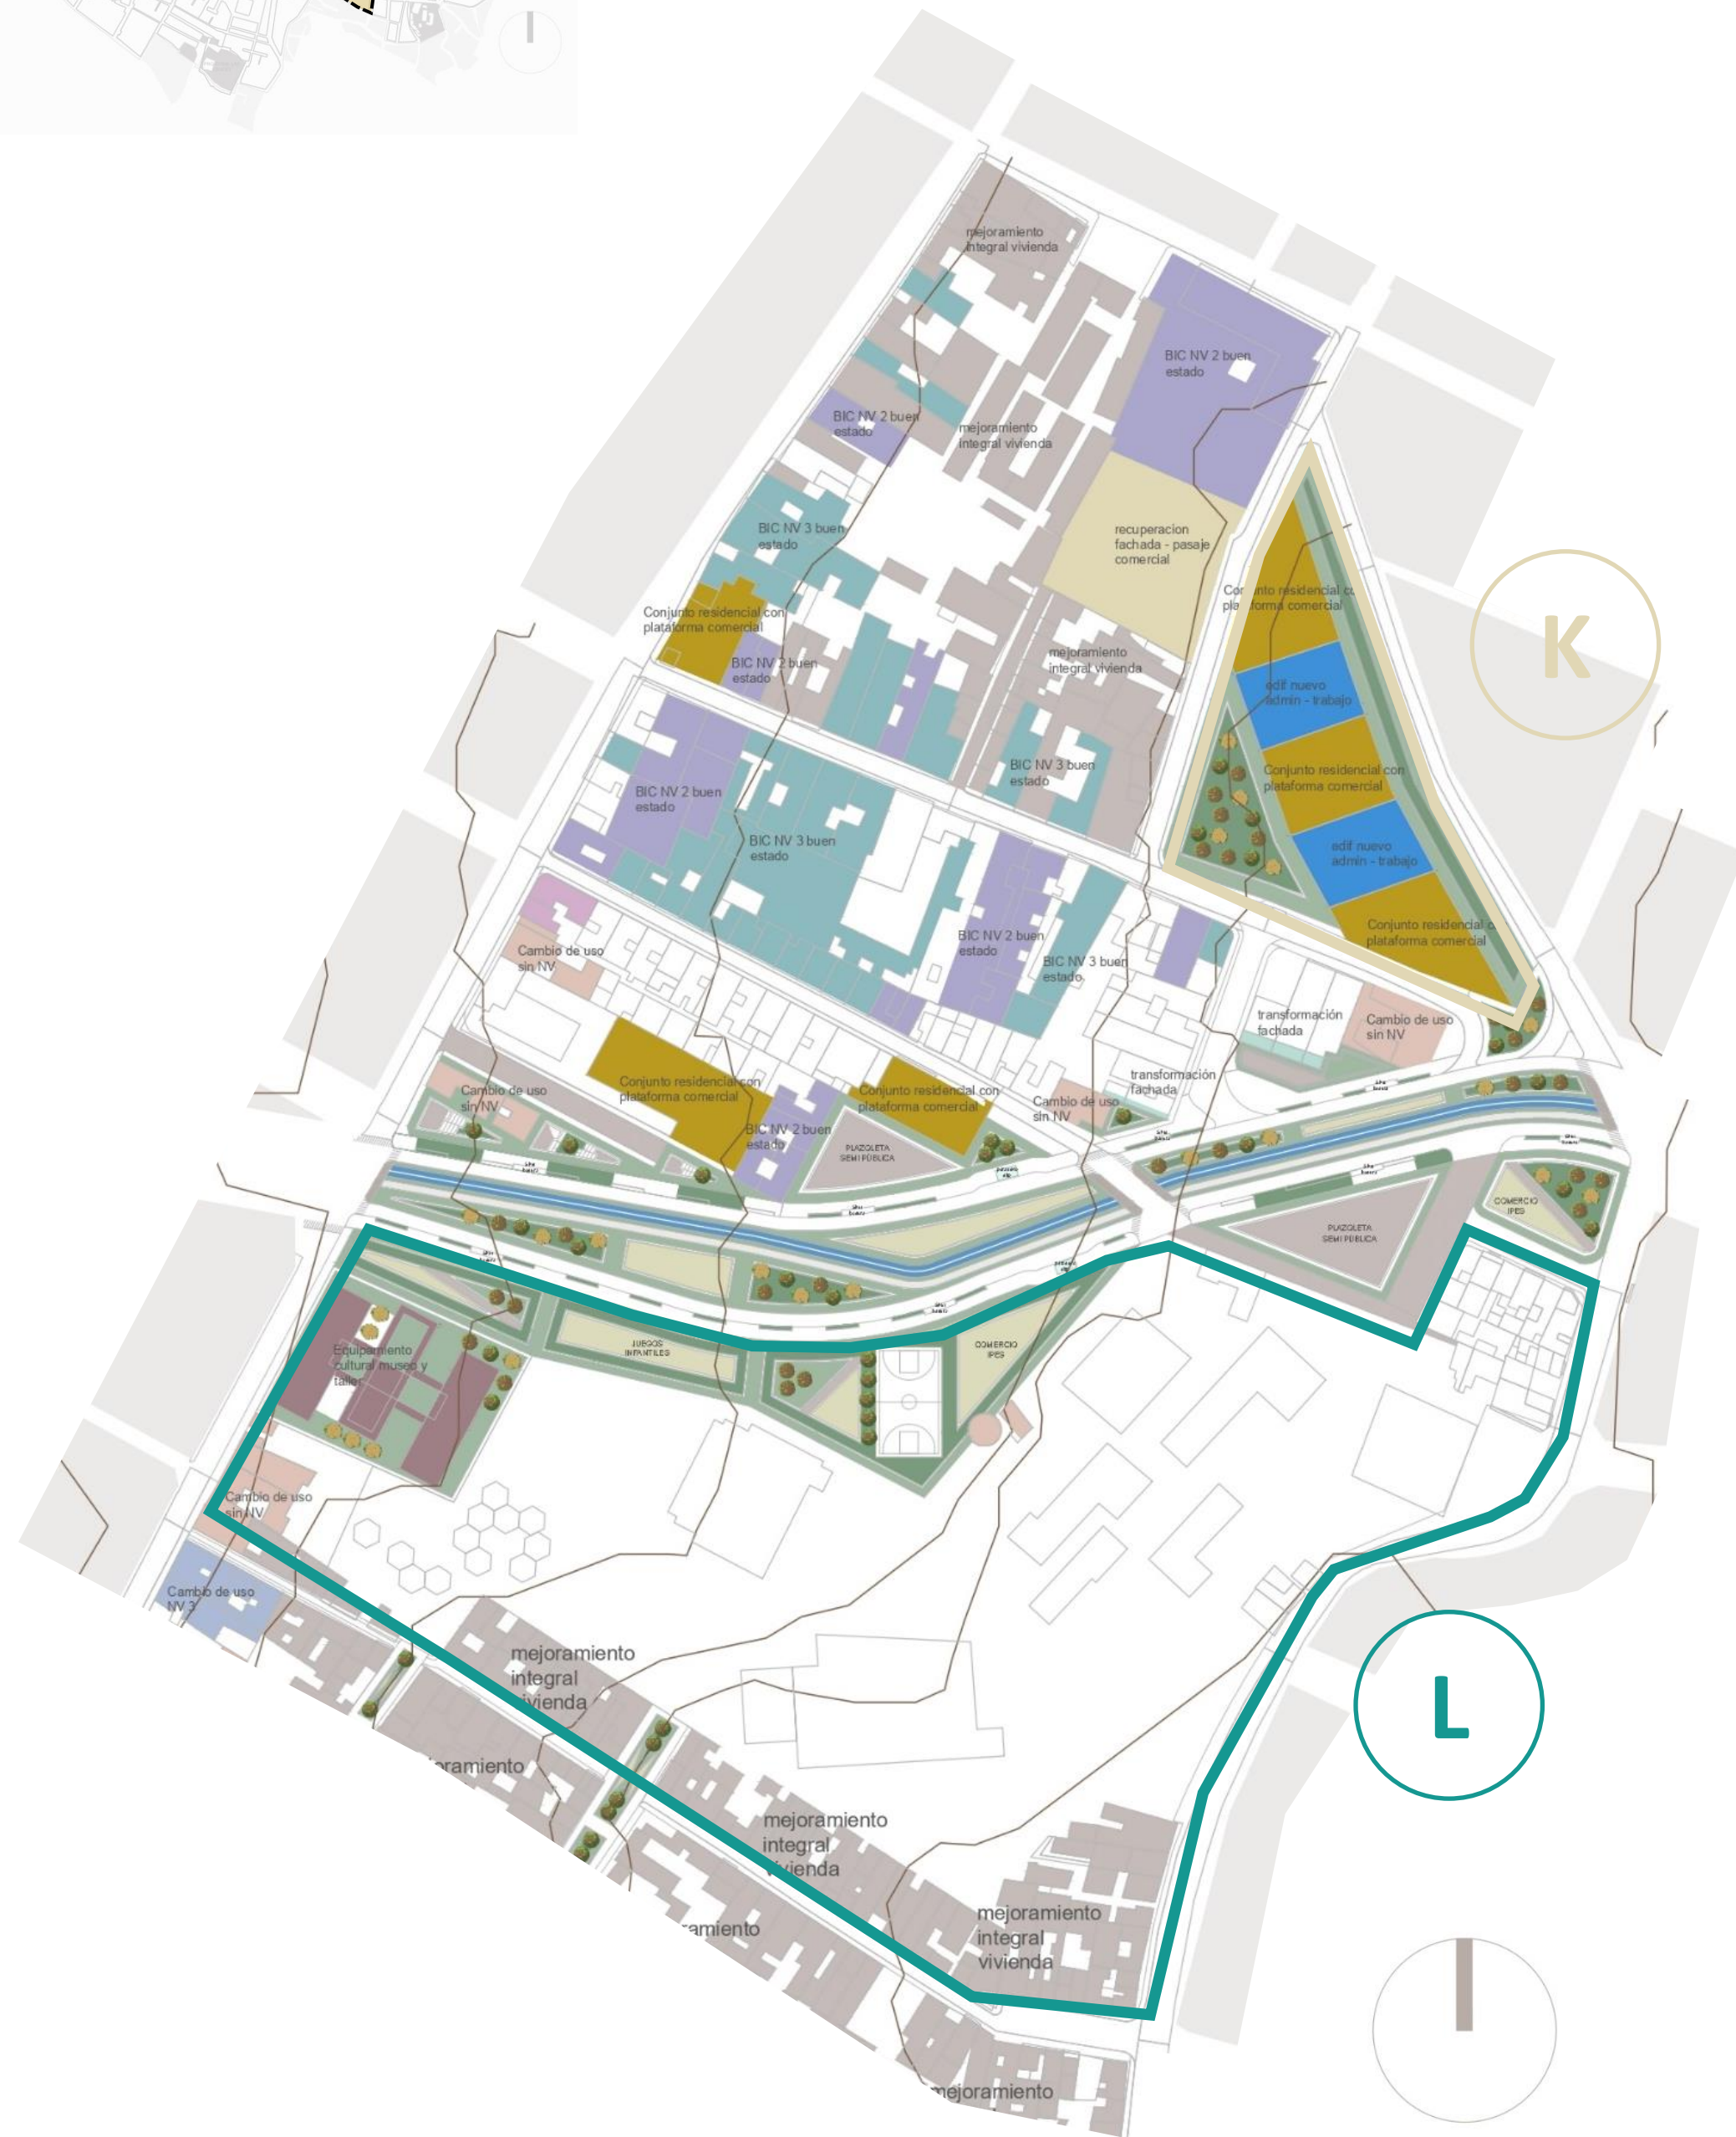 mejoramiento
integral vivienda
BIC NV 2 buen
estado
BIC NV 2 buen
estado
mejoramiento
integral vivienda
BIC NV 3 buen
estado
recuperacion
fachada - pasaje
comercial
Conjunto residencial con
plataforma comercial
BIC NV 2 buen
estado
mejoramiento
integral vivienda
K
edif nuevo
admin - trabajo
BIC NV 3 buen
estado
Conjunto residencial con
plataforma comercial
BIC NV 2 buen
estado
BIC NV 3 buen
estado
edif nuevo
admin - trabajo
Conjunto residencial c
plataforma comercial
BIC NV 2 buen
estado
BIC NV 3 buen
estado
Cambio de uso
sin NV
transformación
fachada
Cambio de uso
sin NV
transformación
fachada
Cambio de uso
sin NV
Cambio de uso
sin NV
Conjunto residencial con
plataforma comercial
Conjunto residencial con
plataforma comercial
BIC NV 2 buen
estado
PLAZOLETA
SEMI PÚBLICA
COMERCIO
IPES
PLAZOLETA
SEMI PÚBLICA
JUEGOS
INFANTILES
COMERCIO
IPES
Equipamiento
cultural museo y
taller
Cambio de uso
sin NV
Cambio de uso
NV 3
mejoramiento
integral
vivienda
L
oramiento
mejoramiento
integral
vivienda
mejoramiento
integral
vivienda
ramiento
mejoramiento